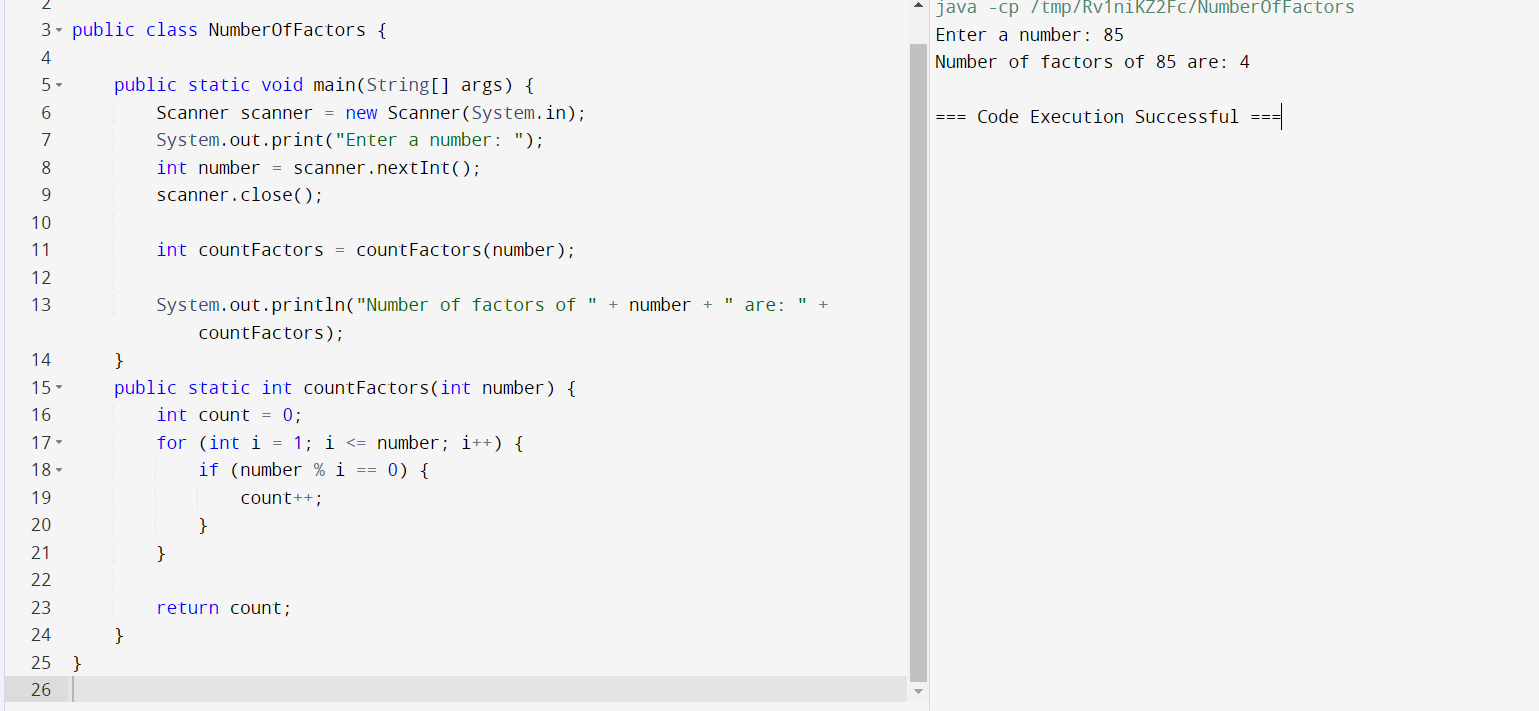 2
3 public class NumberOfFactors {
4
5     public static void main(String[] args) {
6         Scanner scanner = new Scanner(System.in);
7         System.out.print("Enter a number: ");
8         int number = scanner.nextInt();
9         scanner.close();
10
11         int countFactors = countFactors(number);
12
13         System.out.println("Number of factors of " + number + " are: " +
            countFactors);
14     }
15     public static int countFactors(int number) {
16         int count = 0;
17         for (int i = 1; i <= number; i++) {
18             if (number % i == 0) {
19                 count++;
20             }
21         }
22
23         return count;
24     }
25 }
26
java -cp /tmp/Rv1niKZ2Fc/NumberOfFactors
Enter a number: 85
Number of factors of 85 are: 4
=== Code Execution Successful ===